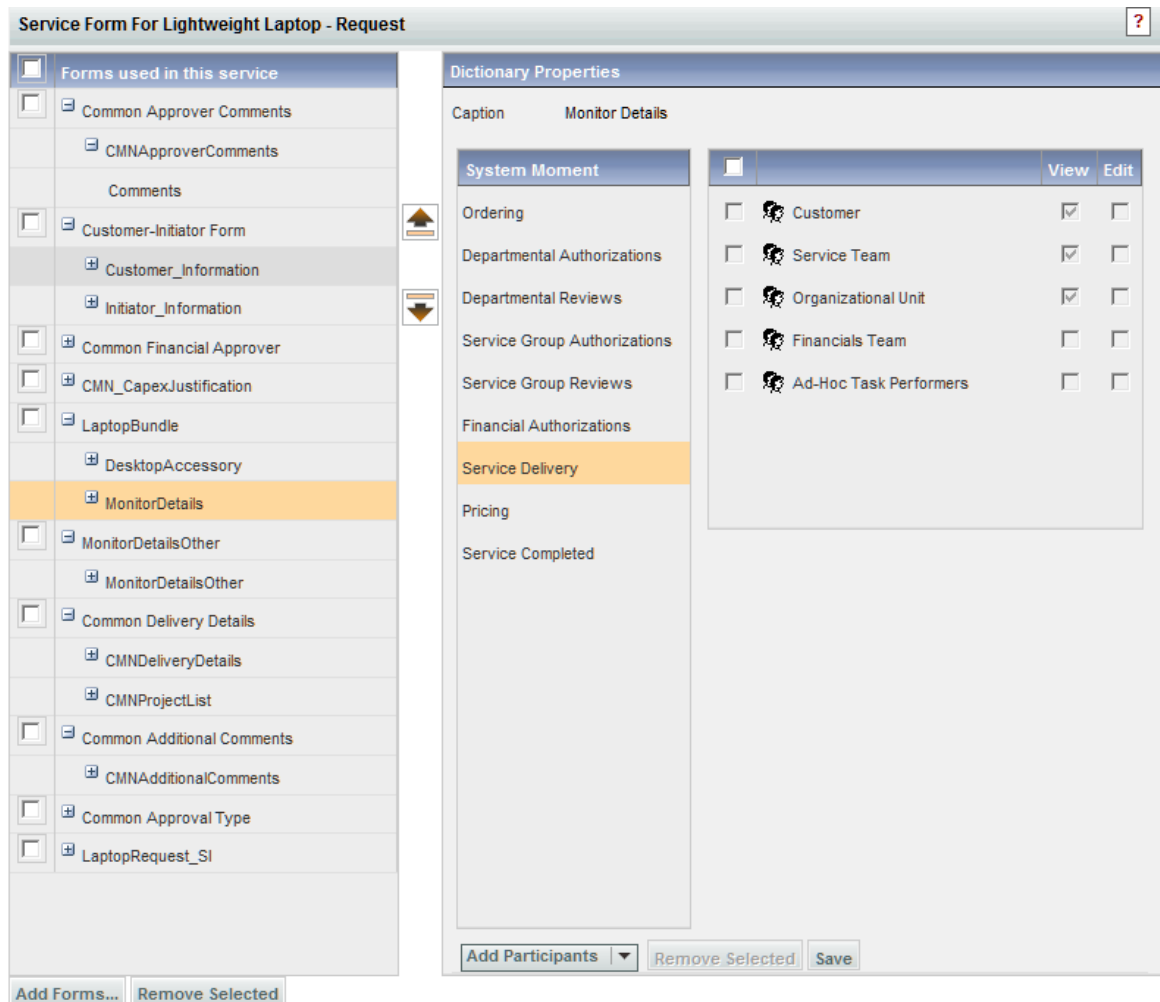 Service Form For Lightweight Laptop - Request
?
Forms used in this service
Common Approver Comments
CMNApproverComments
Comments
Customer-Initiator Form
Customer_Information
Initiator_Information
Common Financial Approver
CMN_CapexJustification
LaptopBundle
DesktopAccessory
MonitorDetails
MonitorDetailsOther
MonitorDetailsOther
Common Delivery Details
CMNDeliveryDetails
CMNProjectList
Common Additional Comments
CMNAdditionalComments
Common Approval Type
LaptopRequest_SI
Add Forms... Remove Selected
Dictionary Properties
Caption Monitor Details
System Moment
Ordering
Departmental Authorizations
Departmental Reviews
Service Group Authorizations
Service Group Reviews
Financial Authorizations
Service Delivery
Pricing
Service Completed
View Edit
Customer
Service Team
Organizational Unit
Financials Team
Ad-Hoc Task Performers
Add Participants Remove Selected Save